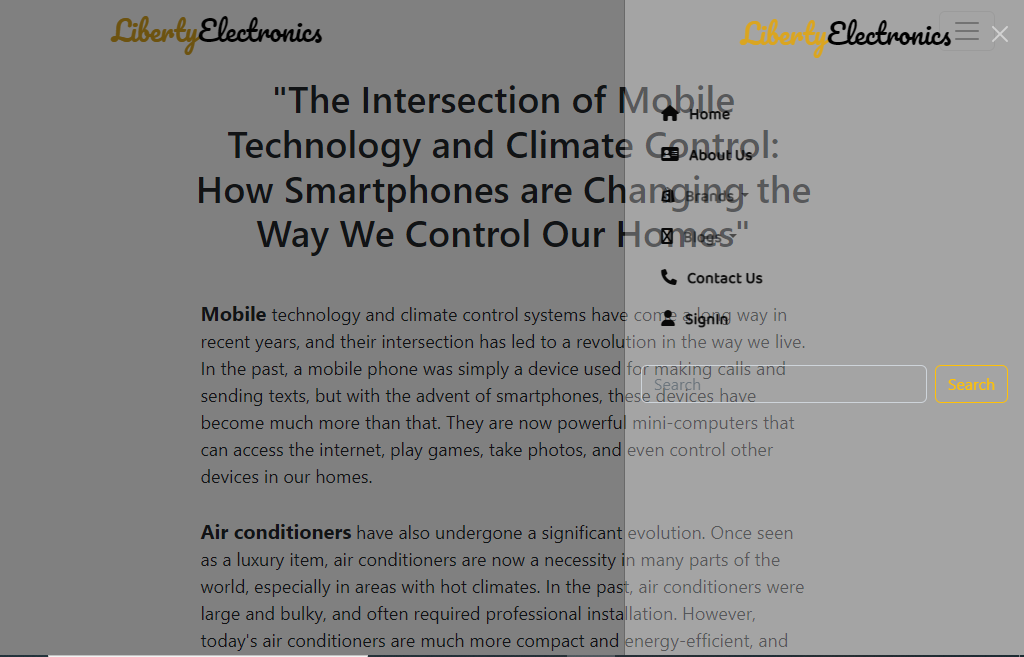 LibertyElectronics
"The Intersection of Mobile
Technology and Climate Control:
How Smartphones are Changing the
Way We Control Our Homes"
Mobile technology and climate control systems have come a long way in
recent years, and their intersection has led to a revolution in the way we live.
In the past, a mobile phone was simply a device used for making calls and
sending texts, but with the advent of smartphones, these devices have
become much more than that. They are now powerful mini-computers that
can access the internet, play games, take photos, and even control other
devices in our homes.
Air conditioners have also undergone a significant evolution. Once seen
as a luxury item, air conditioners are now a necessity in many parts of the
world, especially in areas with hot climates. In the past, air conditioners were
large and bulky, and often required professional installation. However,
today's air conditioners are much more compact and energy-efficient, and
LibertyElectronics
Home
About Us
Brands
Blogs
Contact Us
SignIn
Search
Search